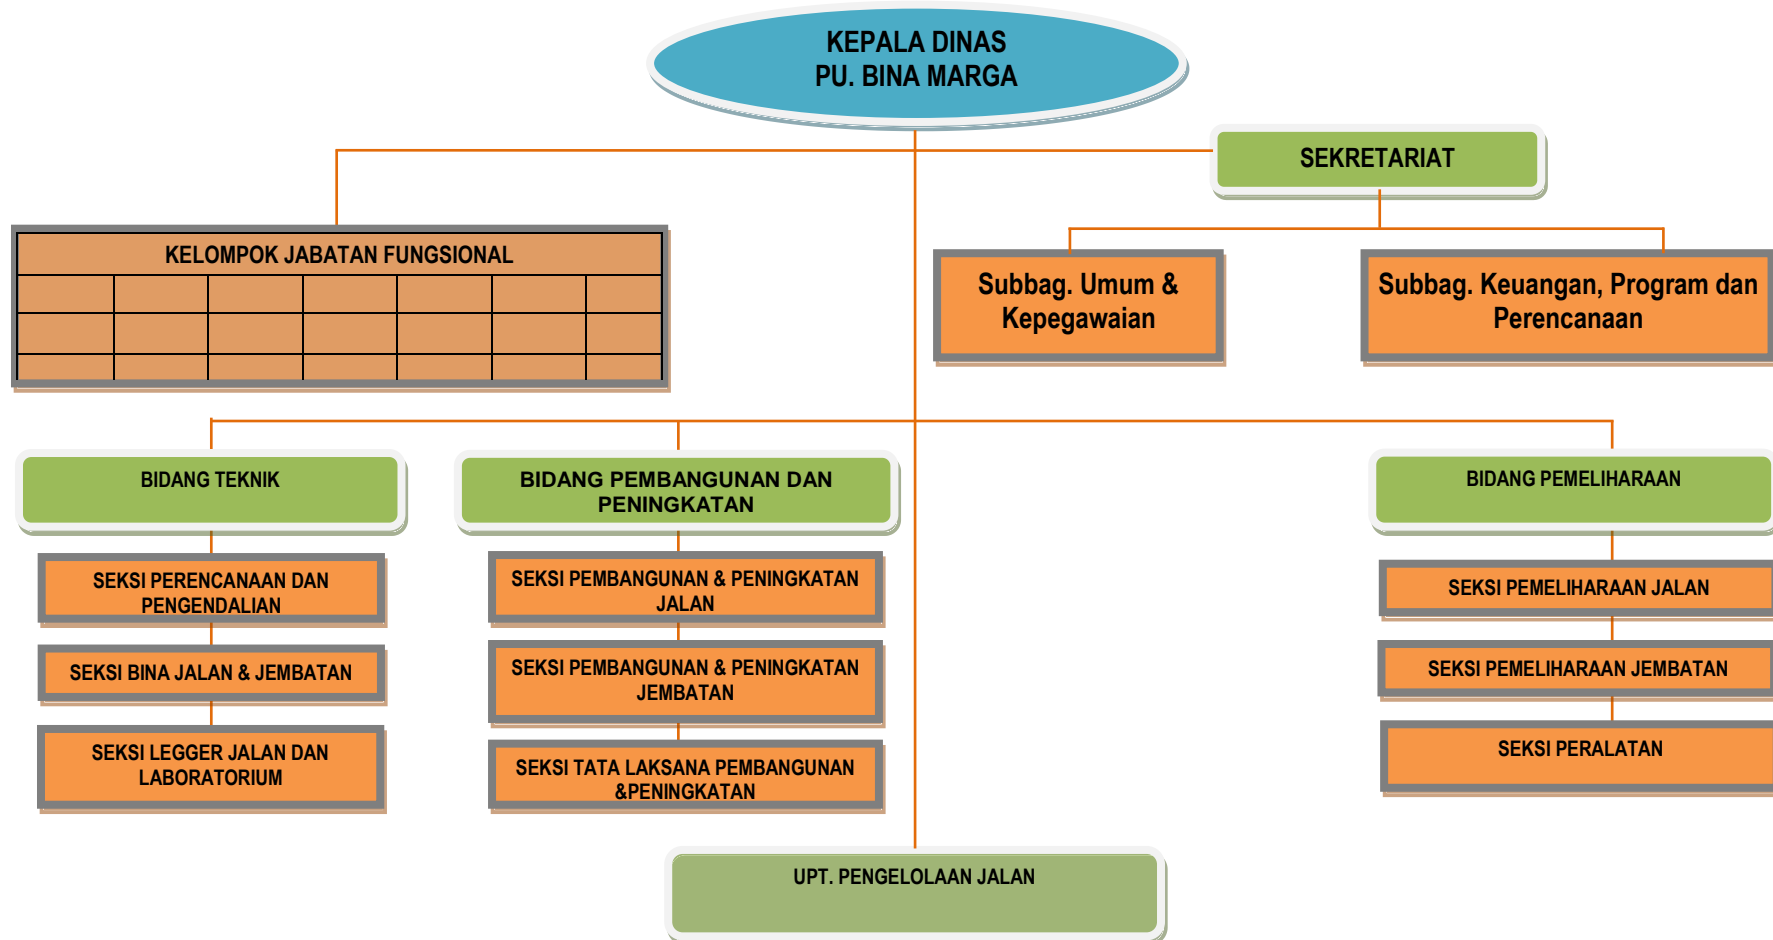 KEPALA DINAS
PU. BINA MARGA
SEKRETARIAT
KELOMPOK JABATAN FUNGSIONAL
Subbag. Umum &
Kepegawaian
Subbag. Keuangan, Program dan
Perencanaan
BIDANG TEKNIK
SEKSI PERENCANAAN DAN
PENGENDALIAN
SEKSI BINA JALAN & JEMBATAN
SEKSI LEGGER JALAN DAN
LABORATORIUM
BIDANG PEMBANGUNAN DAN
PENINGKATAN
SEKSI PEMBANGUNAN & PENINGKATAN
JALAN
SEKSI PEMBANGUNAN & PENINGKATAN
JEMBATAN
SEKSI TATA LAKSANA PEMBANGUNAN
&PENINGKATAN
BIDANG PEMELIHARAAN
SEKSI PEMELIHARAAN JALAN
SEKSI PEMELIHARAAN JEMBATAN
SEKSI PERALATAN
UPT. PENGELOLAAN JALAN